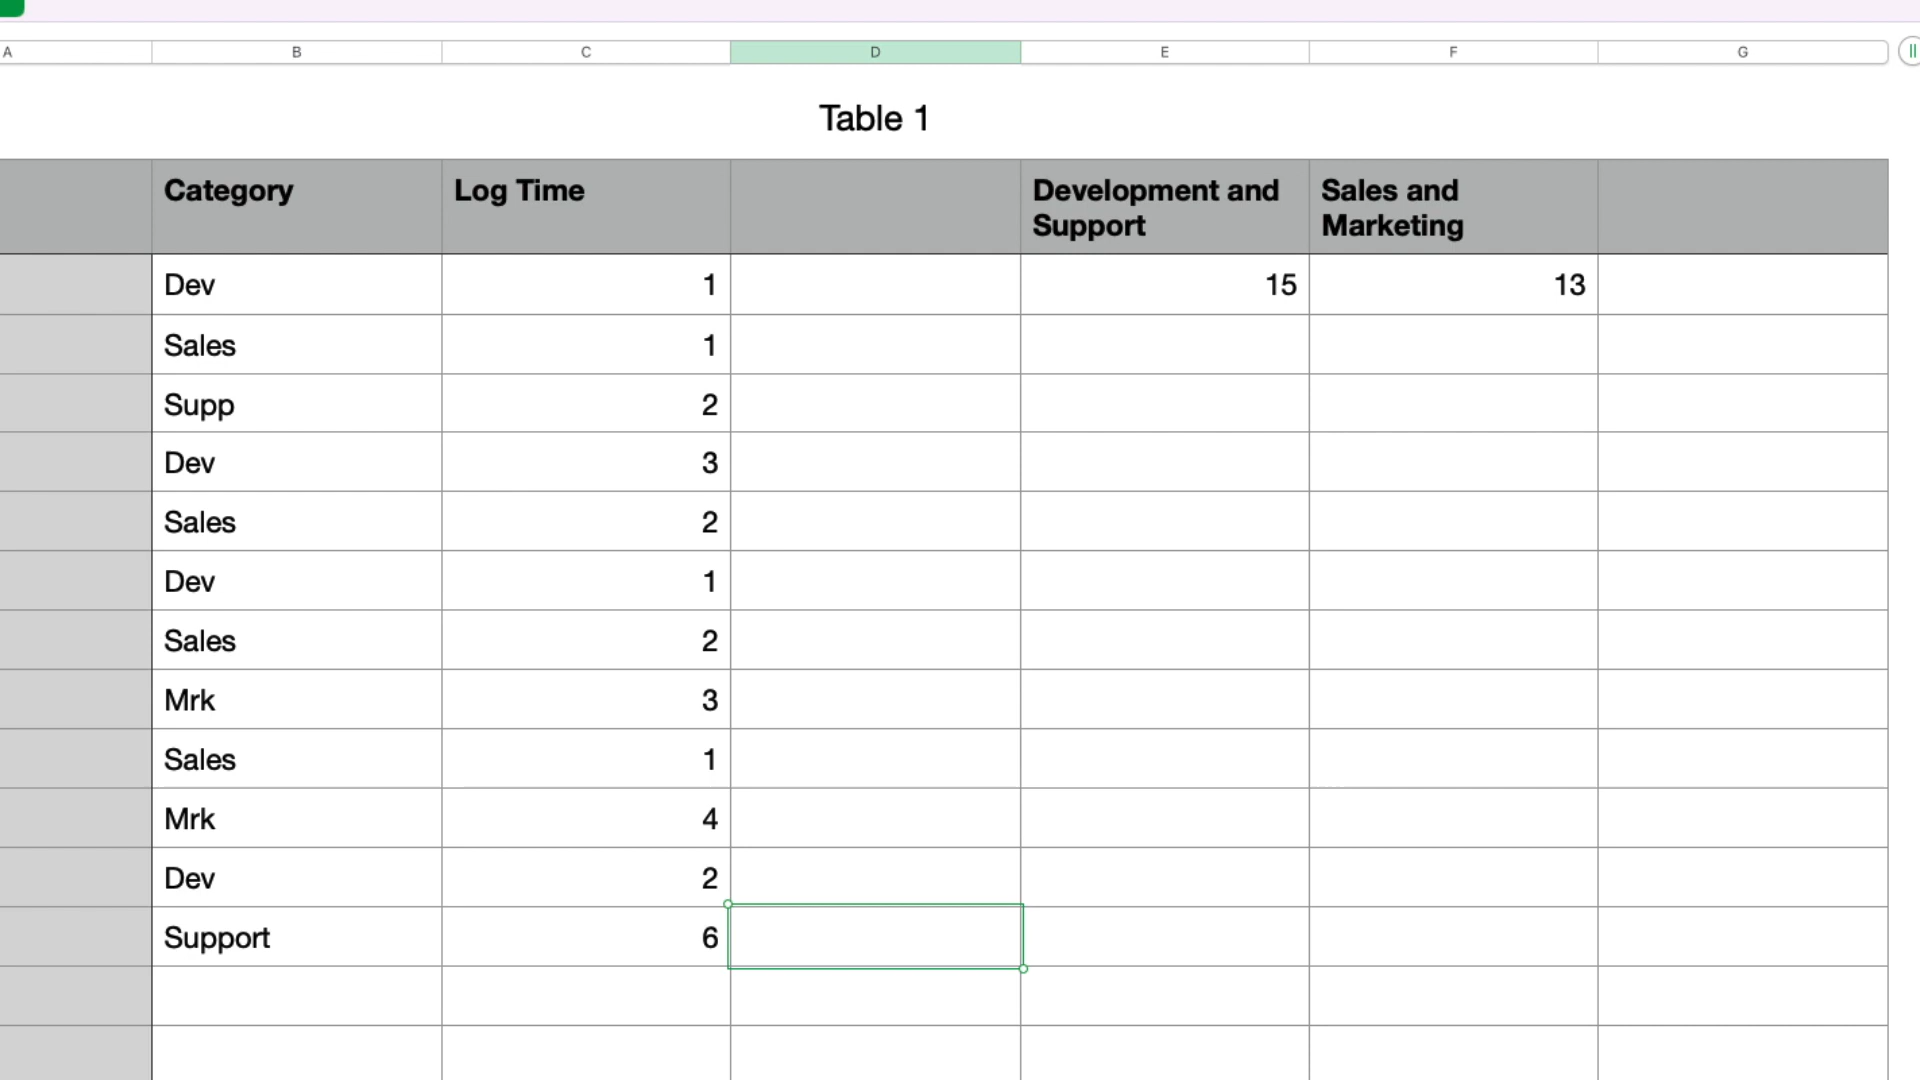 A B C D E F G
Table 1
Category Log Time Development and Support Sales and Marketing
Dev 1 15 13
Sales 1
Supp 2
Dev 3
Sales 2
Dev 1
Sales 2
Mrk 3
Sales 1
Mrk 4
Dev 2
Support 6